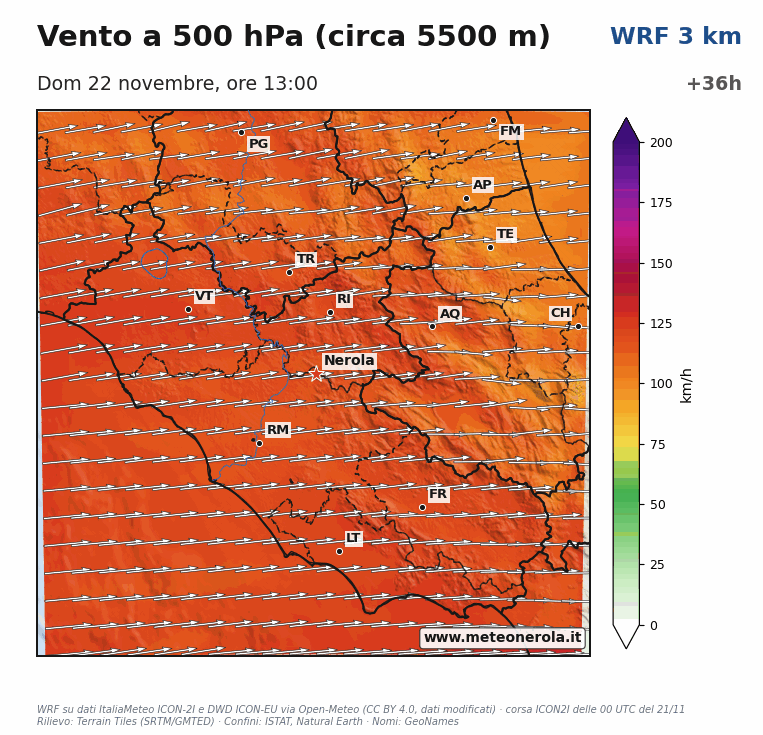 Vento a 500 hPa (circa 5500 m)
WRF 3 km
Dom 22 novembre, ore 13:00
+36h
FM
PG
AP
TE
TR
VT
RI
AQ
CH
Nerola
RM
FR
LT
www.meteonerola.it
200
175
150
125
100
75
50
25
0
km/h
WRF su dati ItaliaMeteo ICON-2I e DWD ICON-EU via Open-Meteo (CC BY 4.0, dati modificati) · corsa ICON2I delle 00 UTC del 21/11
Rilievo: Terrain Tiles (SRTM/GMTED) · Confini: ISTAT, Natural Earth · Nomi: GeoNames